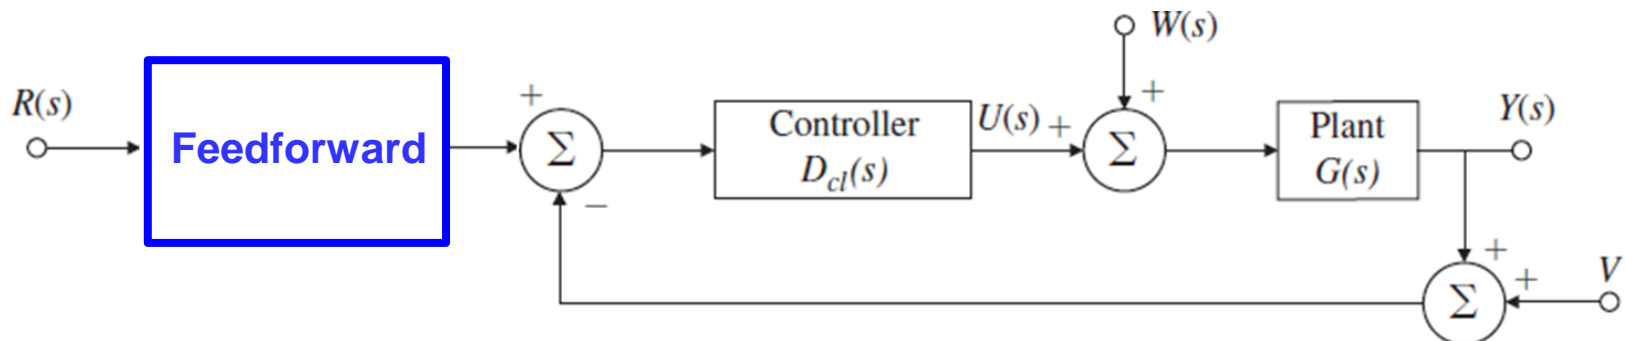 W(s)
R(s)
+
Feedforward
Σ
−
Controller
D_cl(s)
U(s) +
+
Σ
Plant
G(s)
Y(s)
+
+
V
Σ